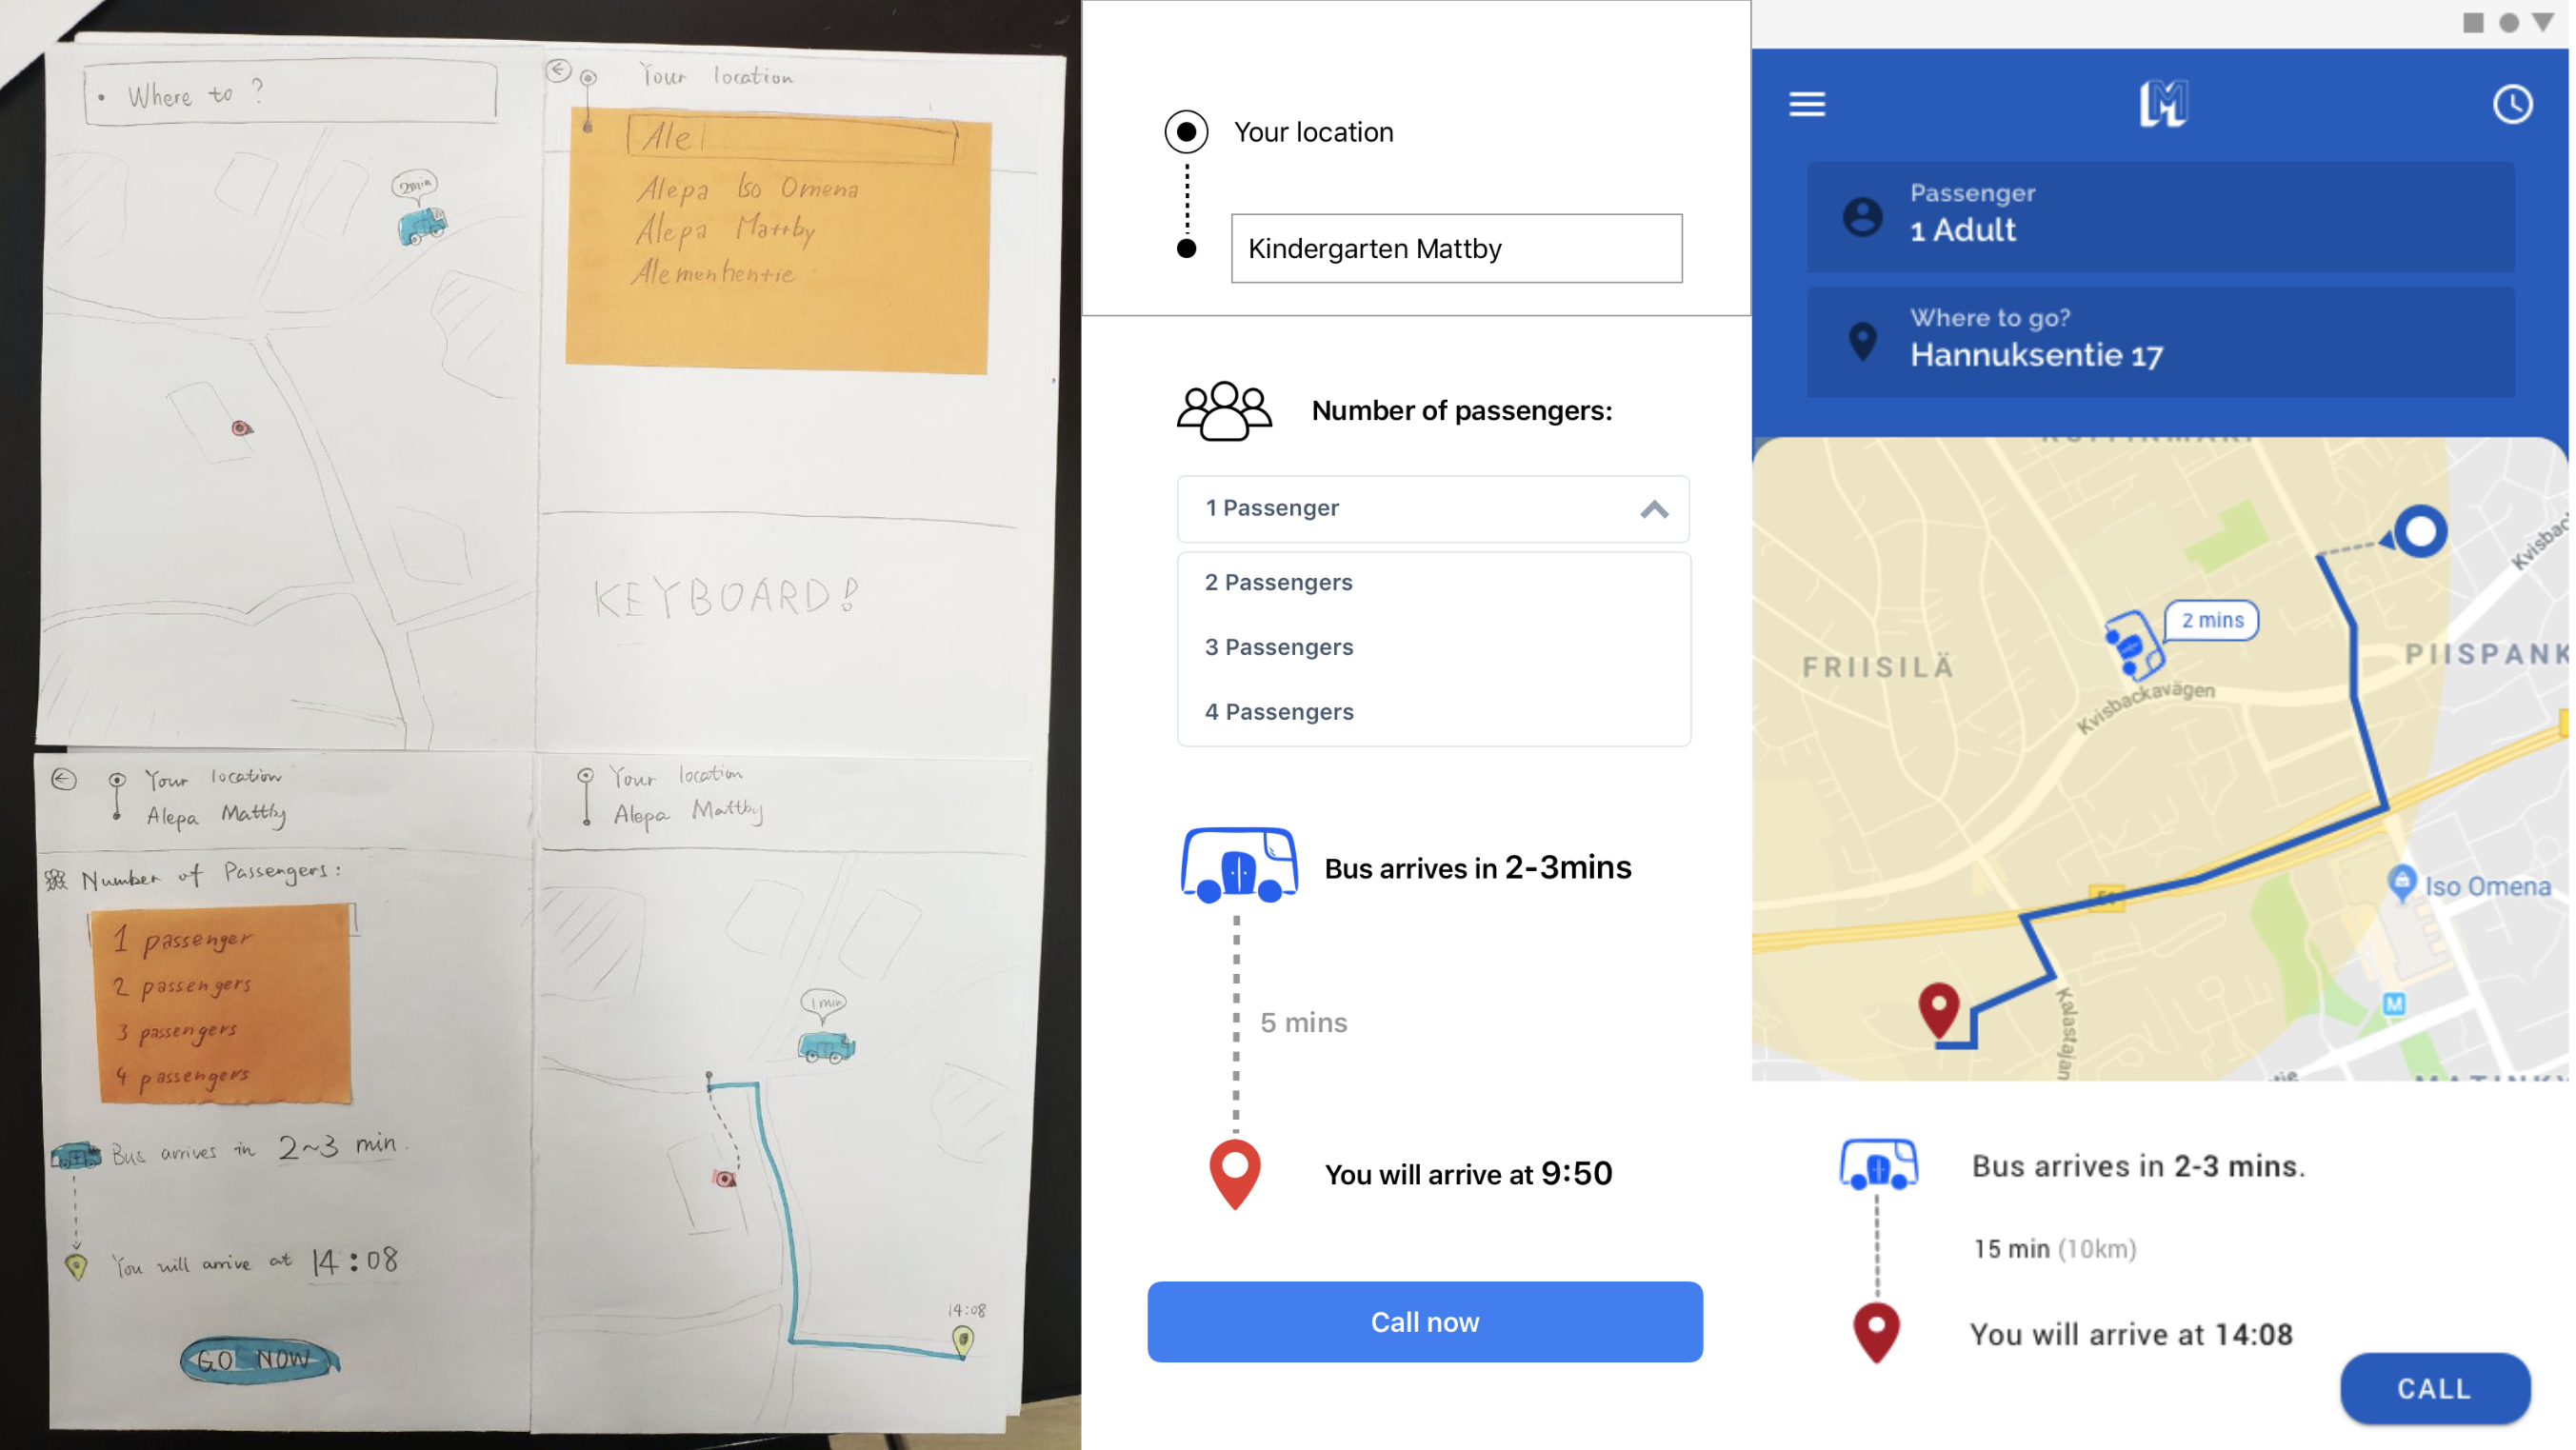 Where to ?
2min
Your location
Ale
Alepa Iso Omena
Alepa Mattby
Alemenhentie
KEYBOARD!
Your location
Alepa Mattby
Number of Passengers:
1 passenger
2 passengers
3 passengers
4 passengers
Bus arrives in 2~3 min.
You will arrive at 14:08
GO NOW
Your location
Alepa Mattby
1min
14:08
Your location
Kindergarten Mattby
Number of passengers:
1 Passenger
2 Passengers
3 Passengers
4 Passengers
Bus arrives in 2-3mins
5 mins
You will arrive at 9:50
Call now
M
Passenger
1 Adult
Where to go?
Hannuksentie 17
Kvisbac
2 mins
FRIISILÄ
PIISPANK
Kvisbackavägen
Iso Omena
M
Kalastajan
Bus arrives in 2-3 mins.
15 min (10km)
You will arrive at 14:08
CALL